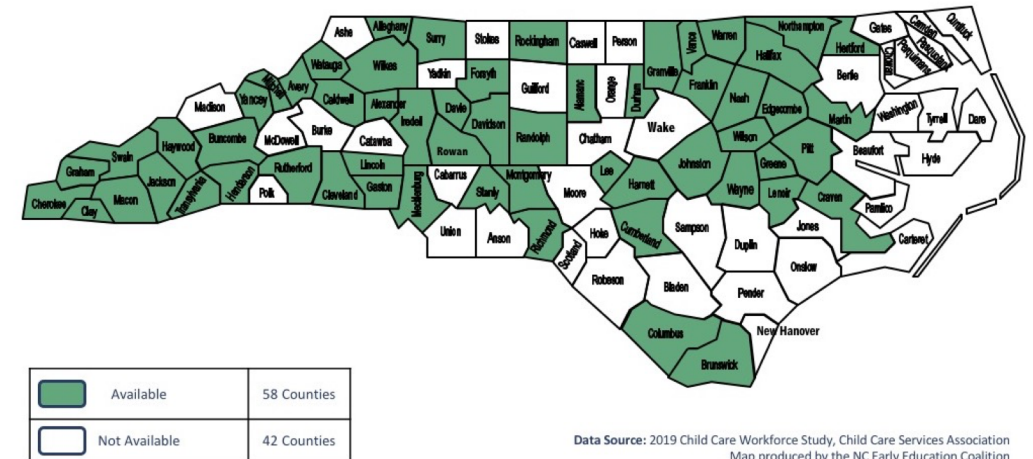 Ashe
Alleghany
Surry
Stokes
Rockingham
Caswell
Person
Granville
Vance
Warren
Northampton
Hertford
Gates
Camden
Currituck
Pasquotank
Perquimans
Chowan
Watauga
Wilkes
Yadkin
Forsyth
Guilford
Alamance
Orange
Durham
Franklin
Halifax
Bertie
Mitchell
Avery
Caldwell
Alexander
Iredell
Davie
Davidson
Randolph
Chatham
Wake
Nash
Edgecombe
Martin
Washington
Tyrrell
Dare
Madison
Yancey
Burke
McDowell
Catawba
Rowan
Wilson
Pitt
Beaufort
Hyde
Swain
Haywood
Buncombe
Rutherford
Lincoln
Cabarrus
Stanly
Montgomery
Moore
Lee
Harnett
Johnston
Greene
Wayne
Lenoir
Craven
Pamlico
Graham
Cherokee
Clay
Macon
Jackson
Transylvania
Henderson
Polk
Cleveland
Gaston
Mecklenburg
Union
Anson
Richmond
Scotland
Hoke
Cumberland
Sampson
Duplin
Jones
Carteret
Onslow
Robeson
Bladen
Pender
New Hanover
Columbus
Brunswick
Available 58 Counties
Not Available 42 Counties
Data Source: 2019 Child Care Workforce Study, Child Care Services Association
Map produced by the NC Early Education Coalition